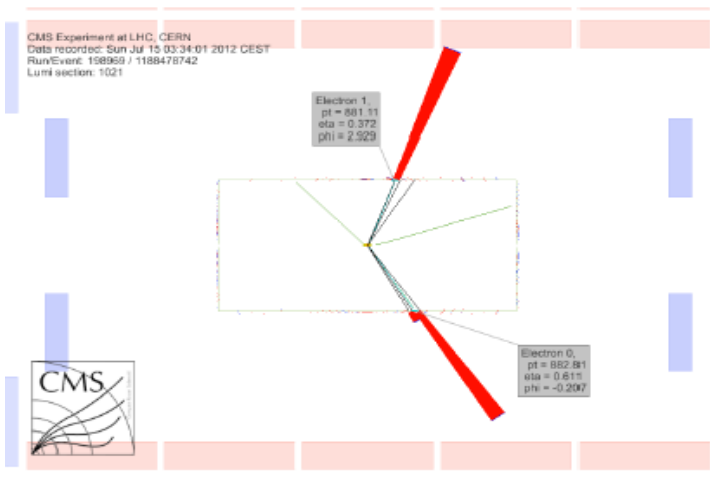 CMS Experiment at LHC, CERN
Data recorded: Sun Jul 15 03:34:01 2012 CEST
Run/Event: 198969 / 1188478742
Lumi section: 1021
Electron 1,
pt = 881.11
eta = 0.372
phi = 2.929
Electron 0,
pt = 882.81
eta = 0.611
phi = -0.207
CMS